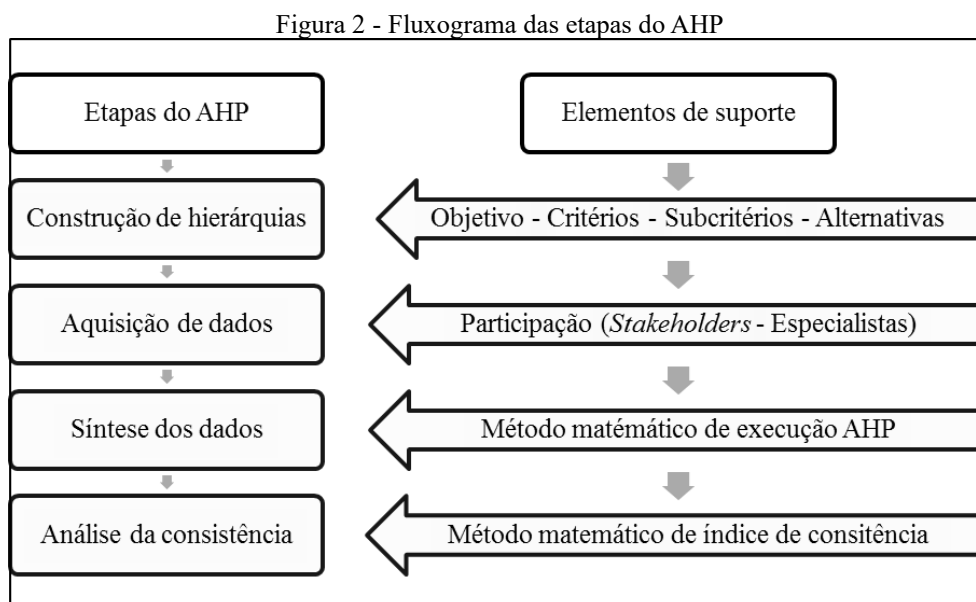 Figura 2 - Fluxograma das etapas do AHP
Etapas do AHP
Elementos de suporte
Construção de hierárquias
Objetivo - Critérios - Subcritérios - Alternativas
Aquisição de dados
Participação (Stakeholders - Especialistas)
Síntese dos dados
Método matémático de execução AHP
Análise da consistência
Método matemático de índice de consitência